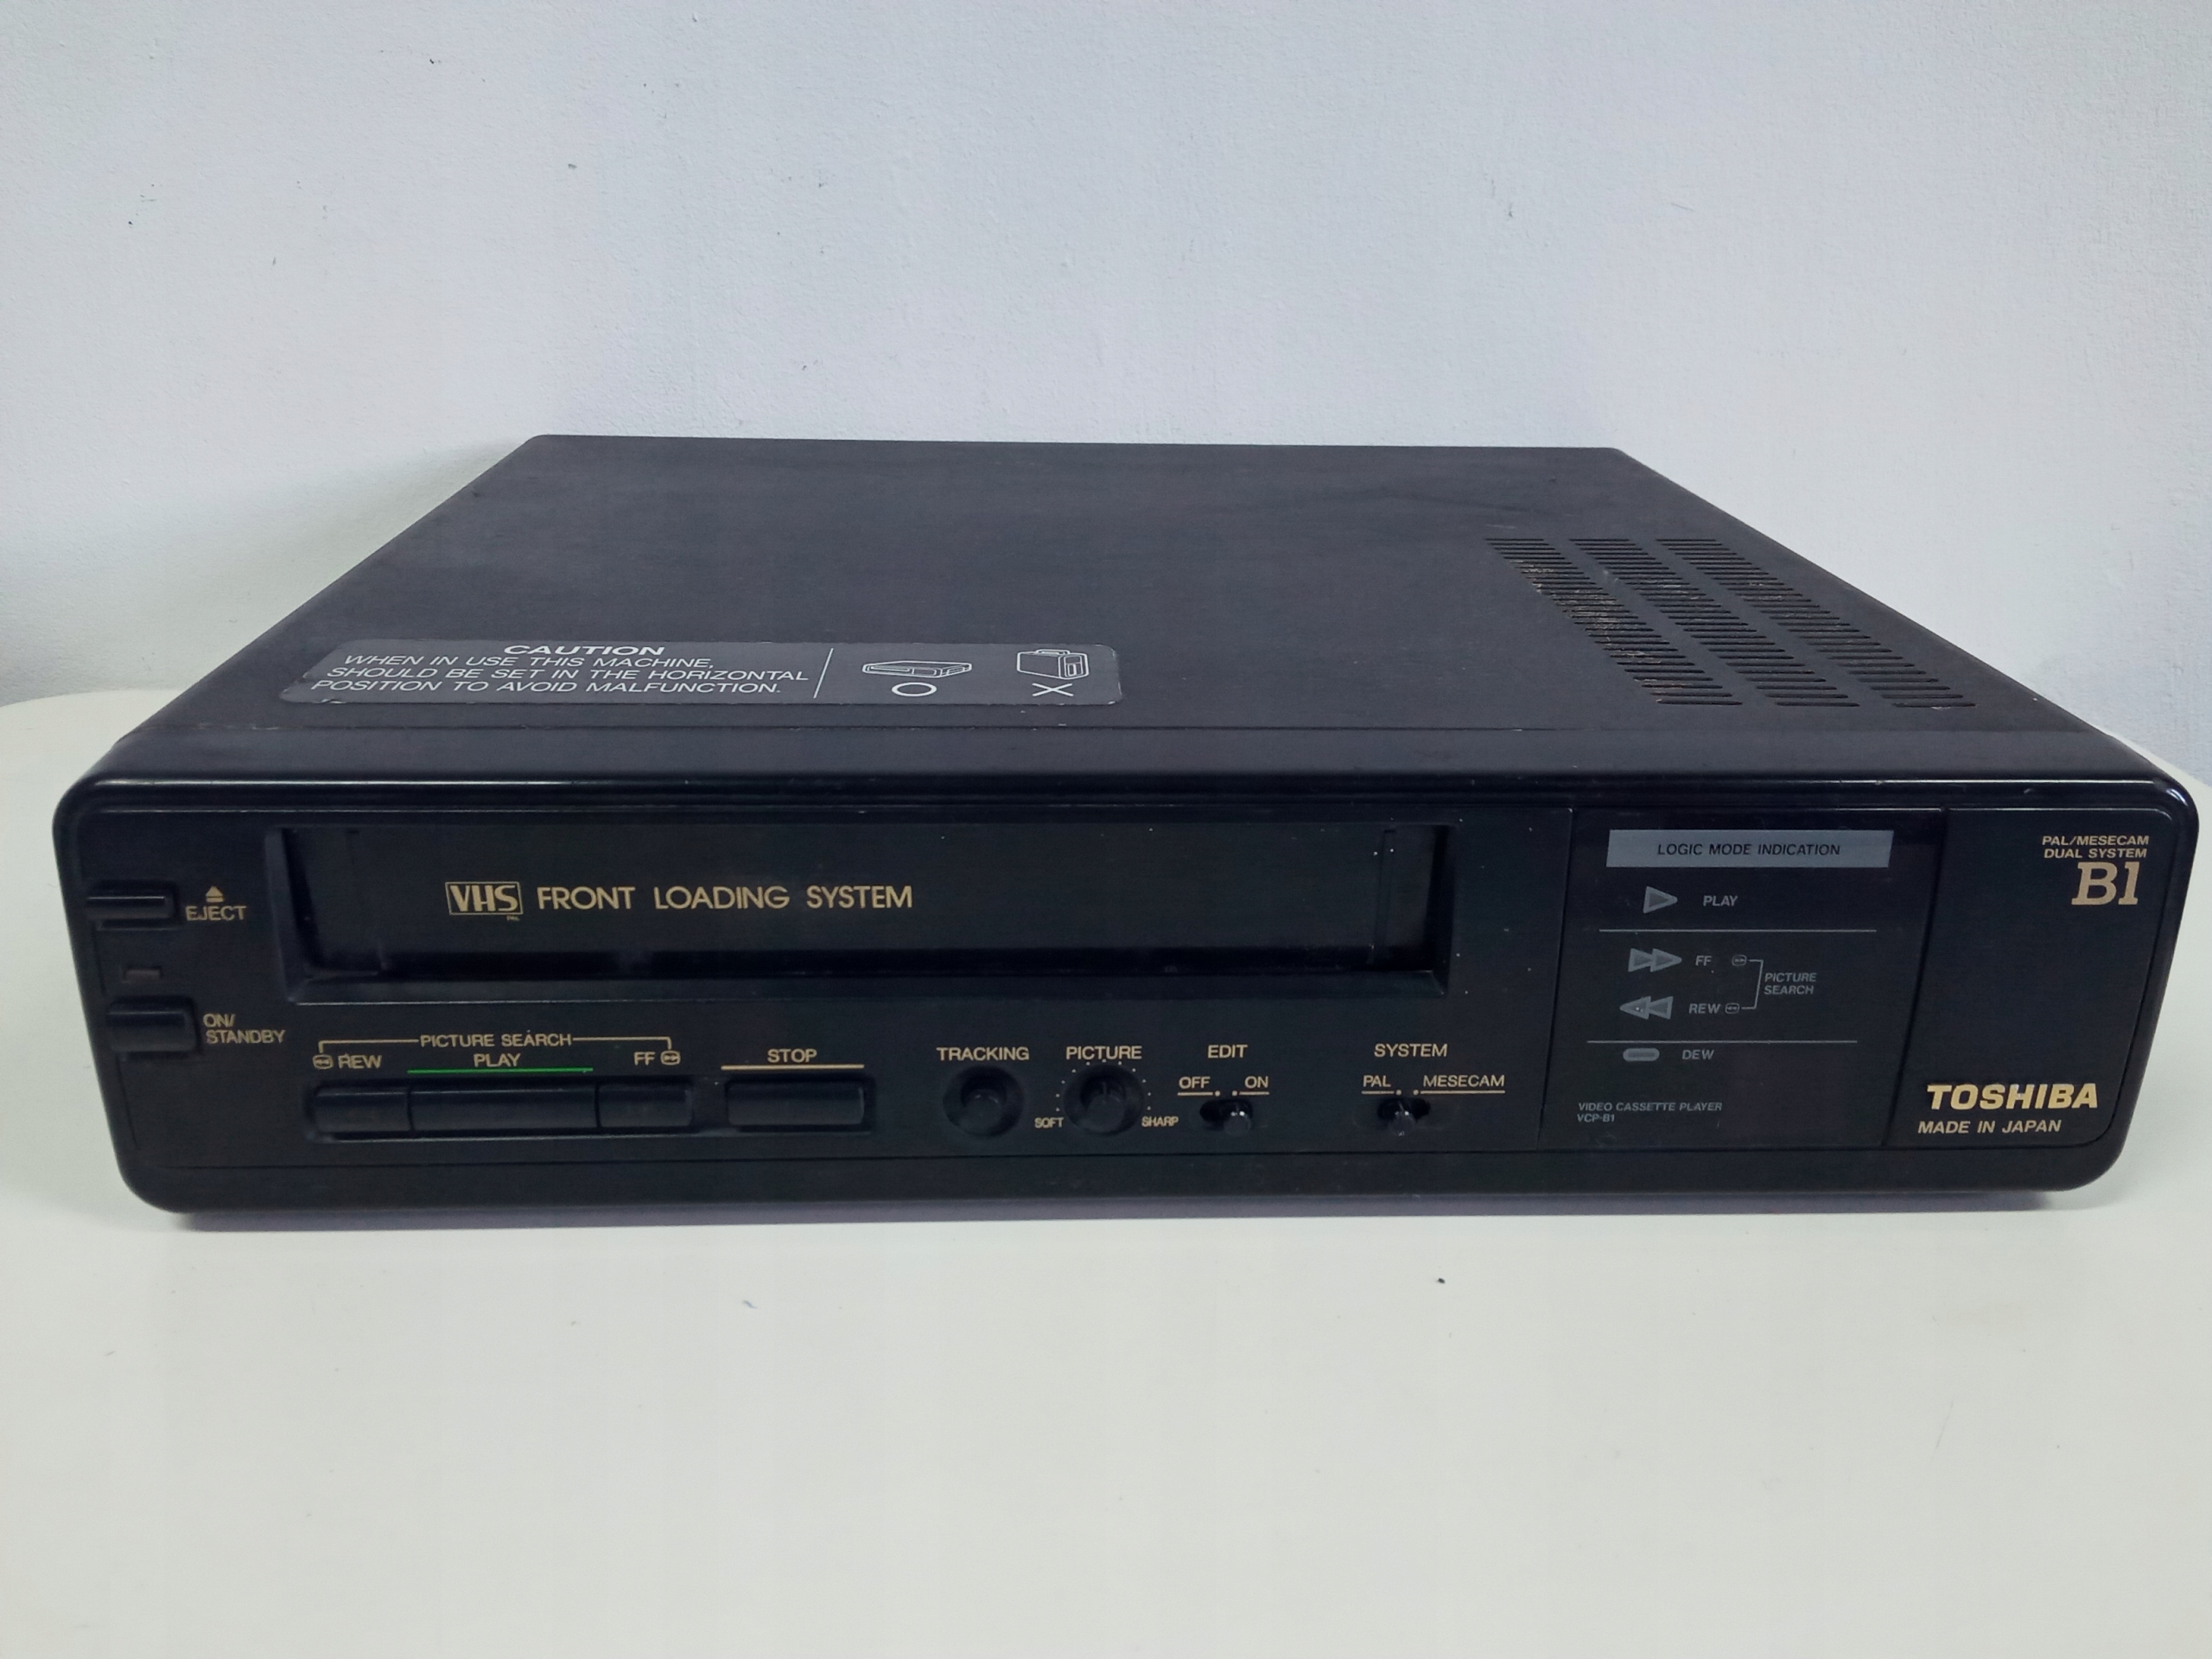 CAUTION
WHEN IN USE THIS MACHINE,
SHOULD BE SET IN THE HORIZONTAL
POSITION TO AVOID MALFUNCTION.
EJECT
VHS FRONT LOADING SYSTEM
PAL
ON/
STANDBY
PICTURE SEARCH
REW PLAY FF
STOP
TRACKING
PICTURE
SOFT SHARP
EDIT
OFF ON
SYSTEM
PAL MESECAM
LOGIC MODE INDICATION
PLAY
FF
REW
PICTURE
SEARCH
DEW
VIDEO CASSETTE PLAYER
VCP-B1
PAL/MESECAM
DUAL SYSTEM
B1
TOSHIBA
MADE IN JAPAN